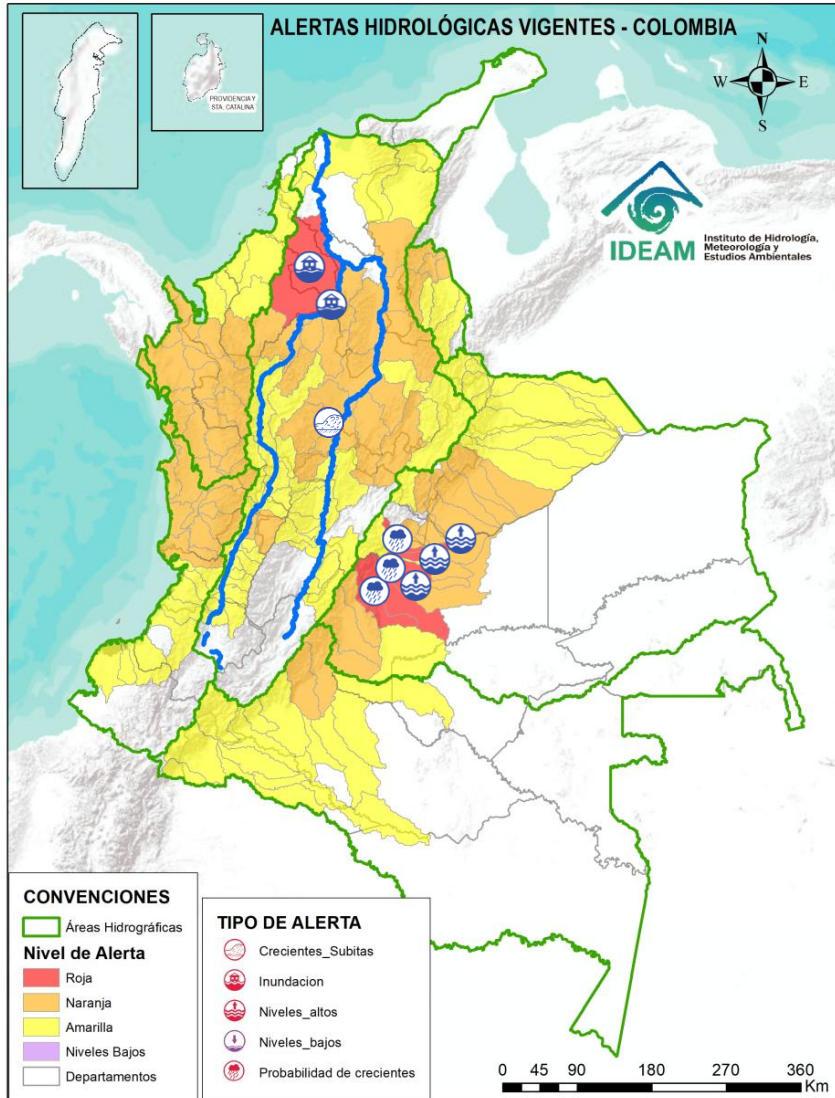 ALERTAS HIDROLÓGICAS VIGENTES - COLOMBIA
PROVIDENCIA Y
STA. CATALINA
N
W
E
S
IDEAM
Instituto de Hidrología,
Meteorología y
Estudios Ambientales
CONVENCIONES
Áreas Hidrográficas
Nivel de Alerta
Roja
Naranja
Amarilla
Niveles Bajos
Departamentos
TIPO DE ALERTA
Crecientes_Subitas
Inundacion
Niveles_altos
Niveles_bajos
Probabilidad de crecientes
0 45 90 180 270 360
Km